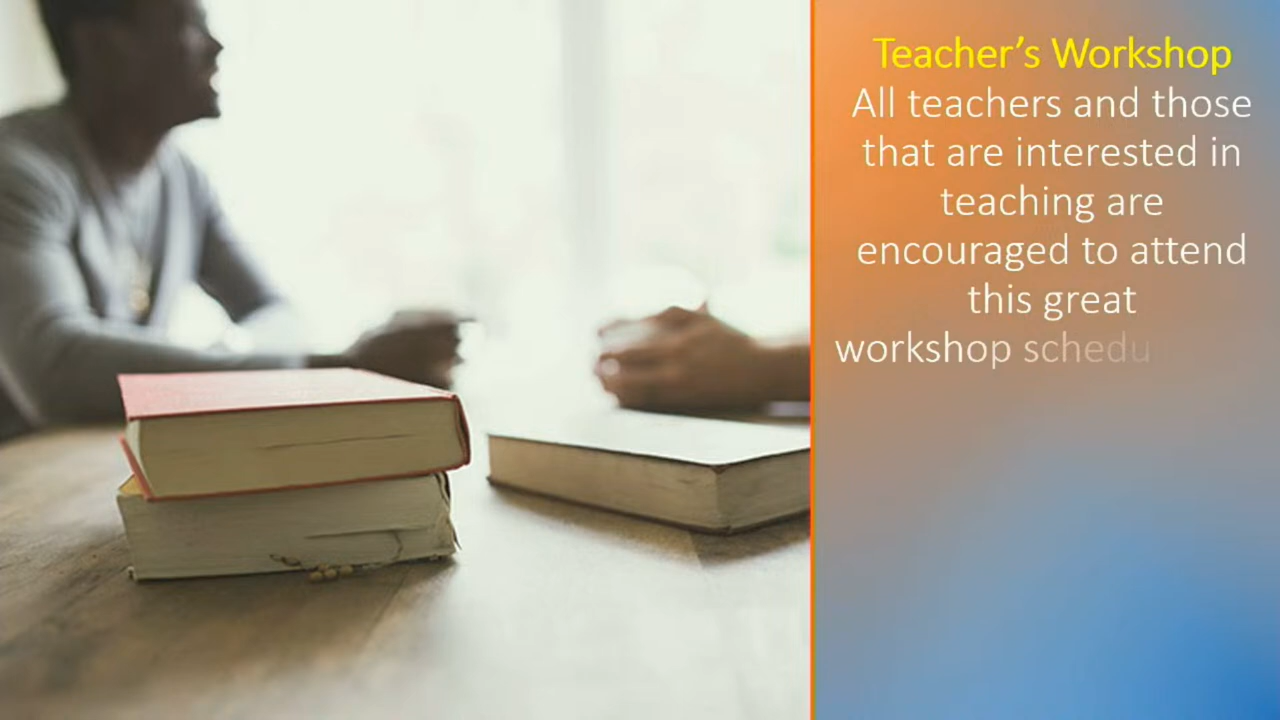 Teacher’s Workshop
All teachers and those
that are interested in
teaching are
encouraged to attend
this great
workshop schedu